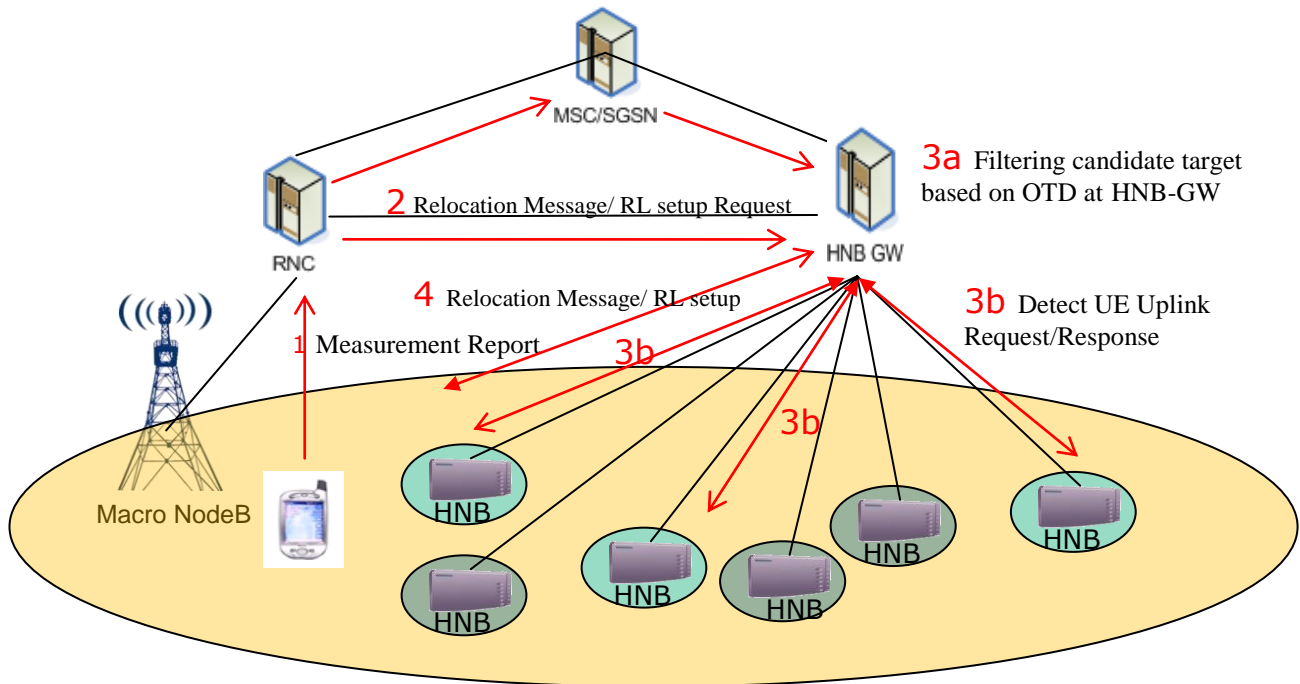 MSC/SGSN
3a Filtering candidate target
based on OTD at HNB-GW
2 Relocation Message/ RL setup Request
RNC
HNB GW
4 Relocation Message/ RL setup
3b Detect UE Uplink
Request/Response
1 Measurement Report
3b
3b
Macro NodeB
HNB
HNB
HNB
HNB
HNB
HNB